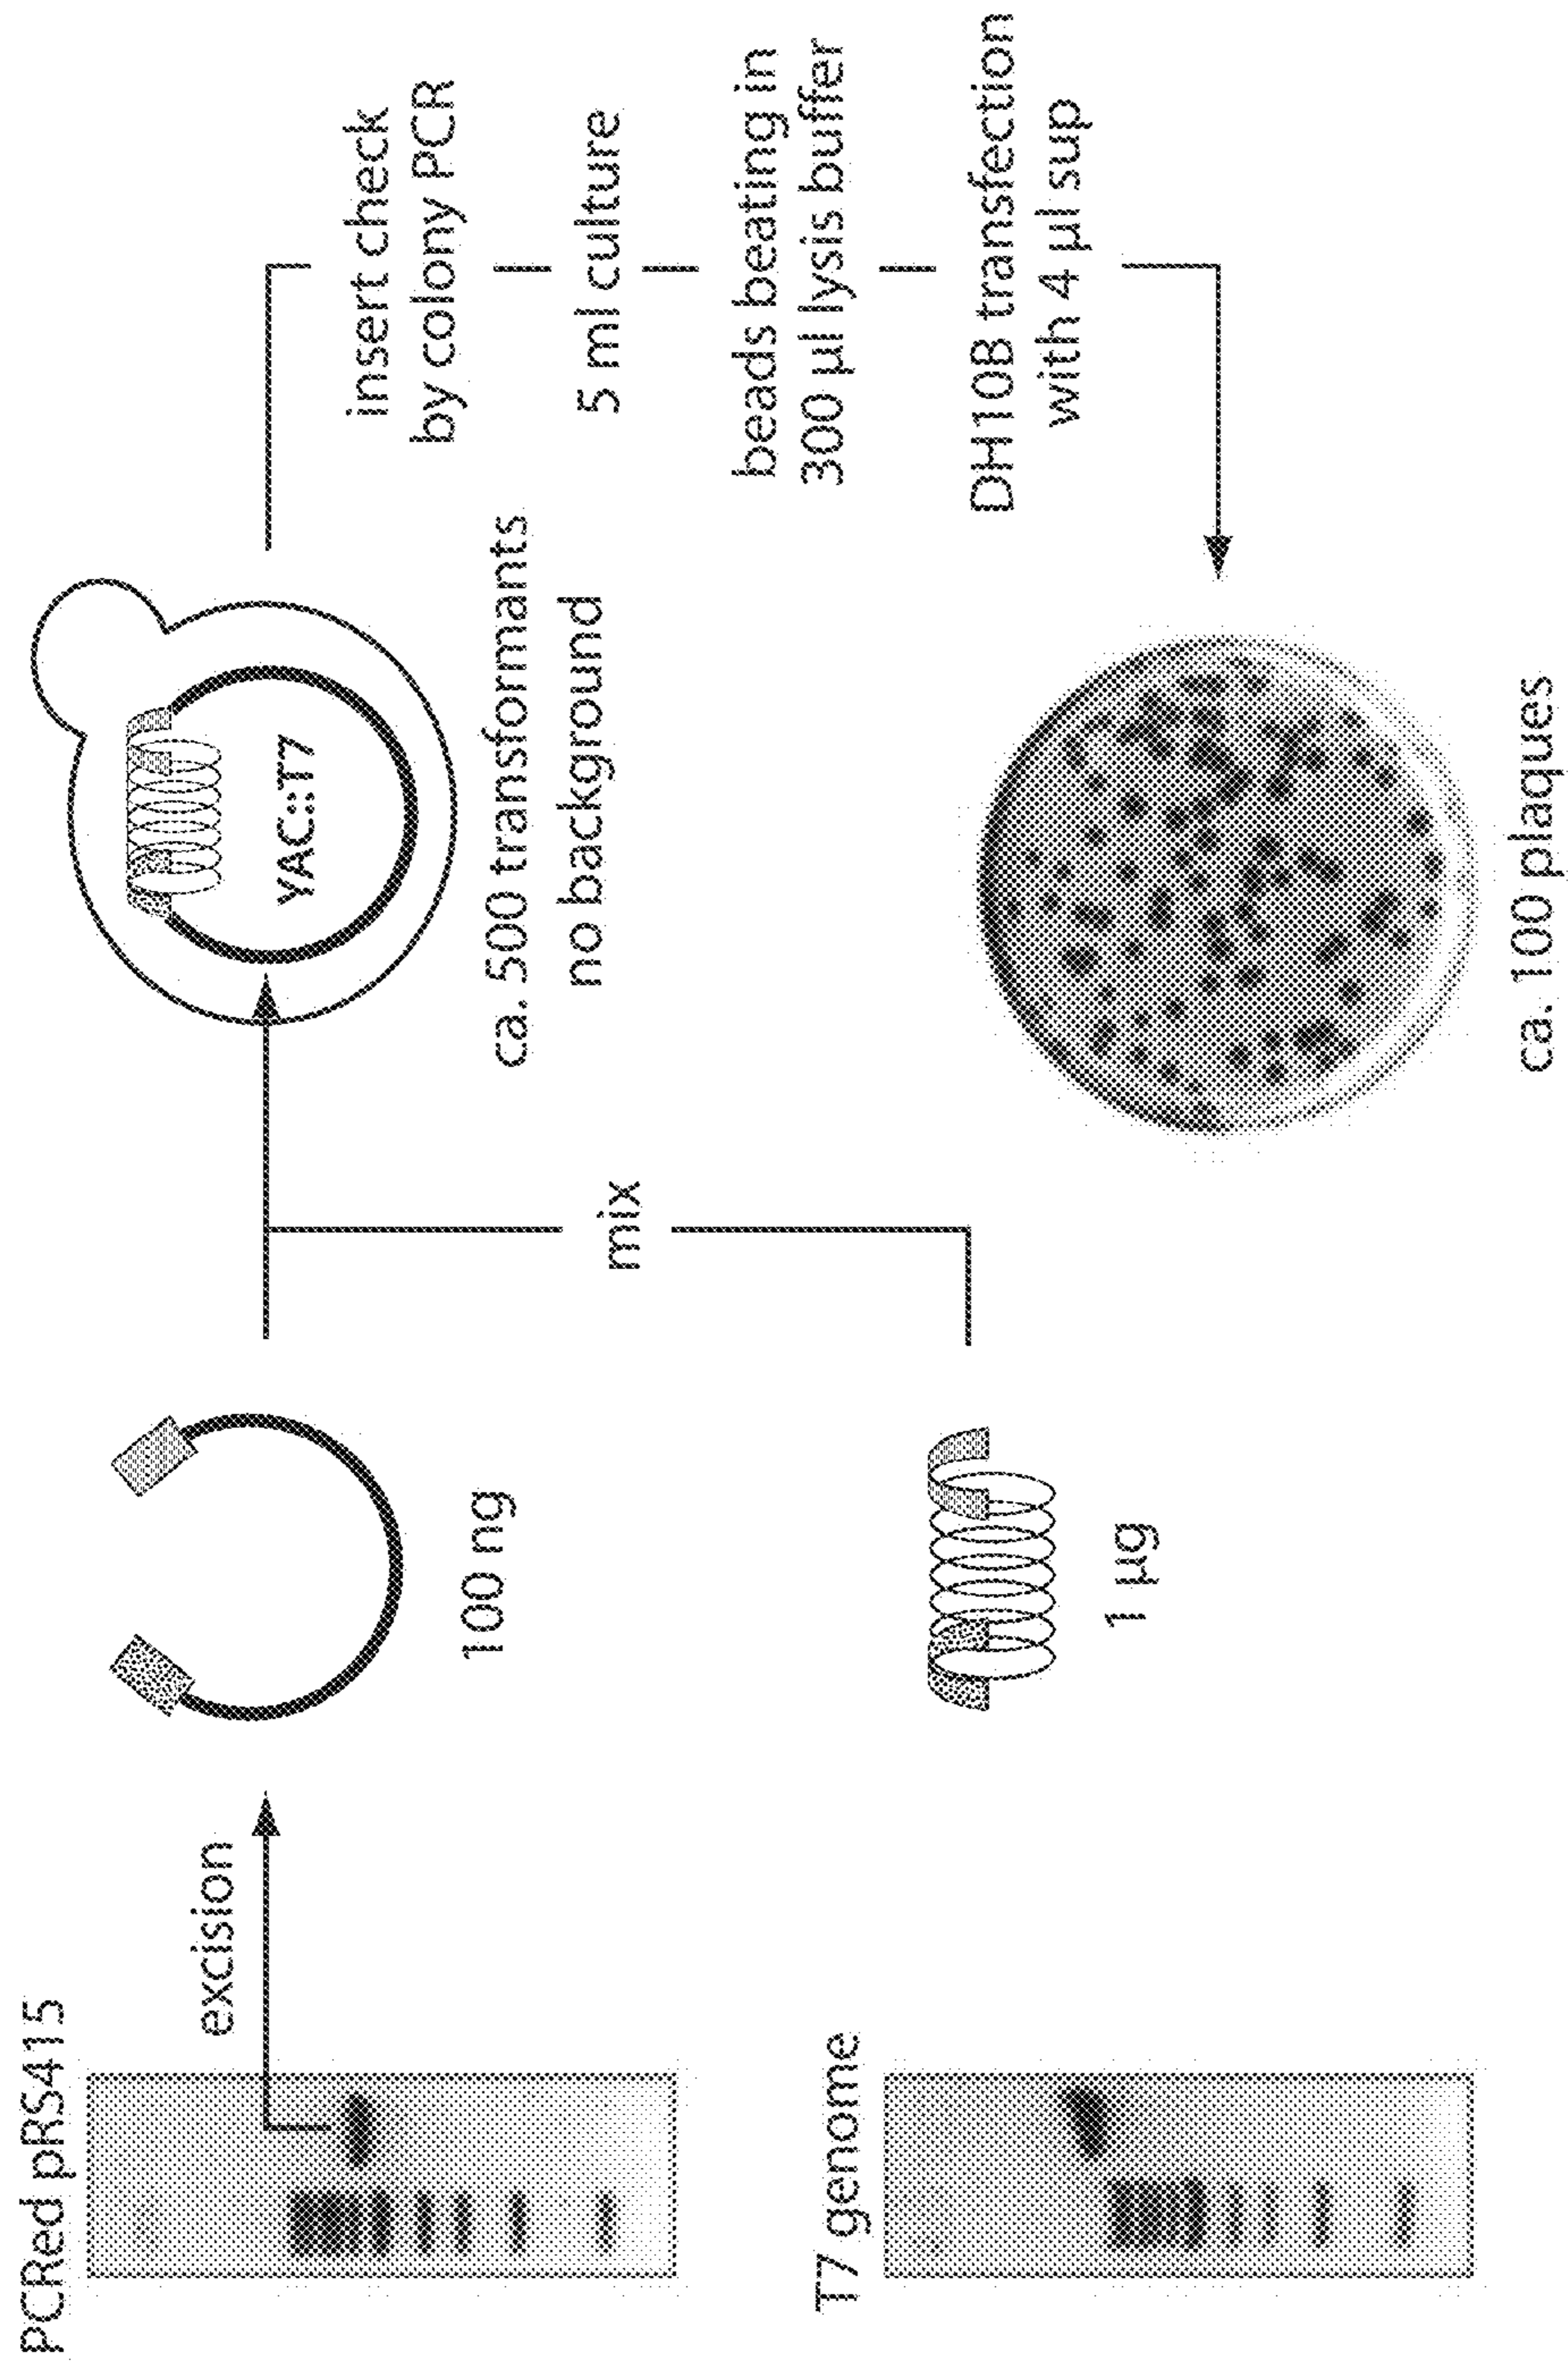 PCRed pRS415
excision
100 ng
T7 genome
1 µg
mix
YAC::T7
ca. 500 transformants
no background
insert check
by colony PCR
5 ml culture
beads beating in
300 µl lysis buffer
DH10B transfection
with 4 µl sup
ca. 100 plaques